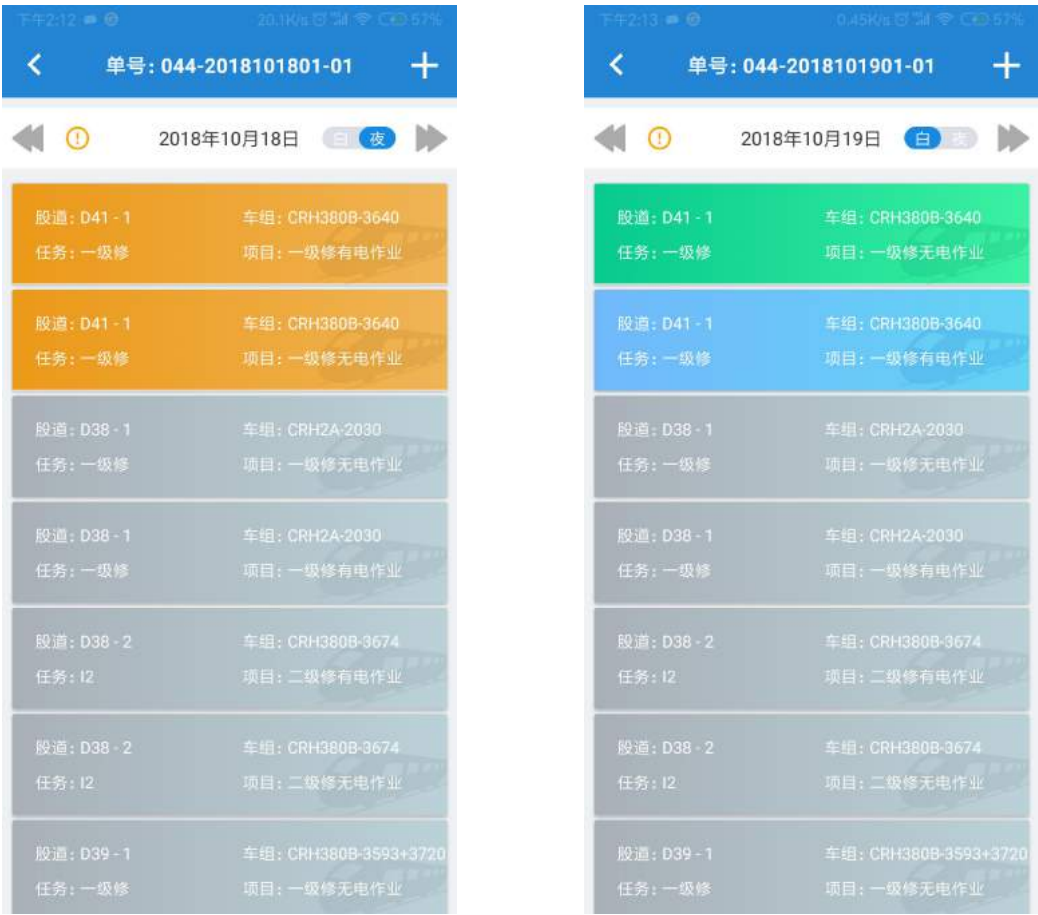 下午2:12 20.1K/s 57%
单号: 044-2018101801-01
2018年10月18日 白 夜
股道: D41 - 1 车组: CRH380B-3640
任务: 一级修 项目: 一级修有电作业
股道: D41 - 1 车组: CRH380B-3640
任务: 一级修 项目: 一级修无电作业
股道: D38 - 1 车组: CRH2A-2030
任务: 一级修 项目: 一级修无电作业
股道: D38 - 1 车组: CRH2A-2030
任务: 一级修 项目: 一级修有电作业
股道: D38 - 2 车组: CRH380B-3674
任务: I2 项目: 二级修有电作业
股道: D38 - 2 车组: CRH380B-3674
任务: I2 项目: 二级修无电作业
股道: D39 - 1 车组: CRH380B-3593+3720
任务: 一级修 项目: 一级修无电作业
下午2:13 0.45K/s 57%
单号: 044-2018101901-01
2018年10月19日 白 夜
股道: D41 - 1 车组: CRH380B-3640
任务: 一级修 项目: 一级修无电作业
股道: D41 - 1 车组: CRH380B-3640
任务: 一级修 项目: 一级修有电作业
股道: D38 - 1 车组: CRH2A-2030
任务: 一级修 项目: 一级修无电作业
股道: D38 - 1 车组: CRH2A-2030
任务: 一级修 项目: 一级修有电作业
股道: D38 - 2 车组: CRH380B-3674
任务: I2 项目: 二级修有电作业
股道: D38 - 2 车组: CRH380B-3674
任务: I2 项目: 二级修无电作业
股道: D39 - 1 车组: CRH380B-3593+3720
任务: 一级修 项目: 一级修无电作业